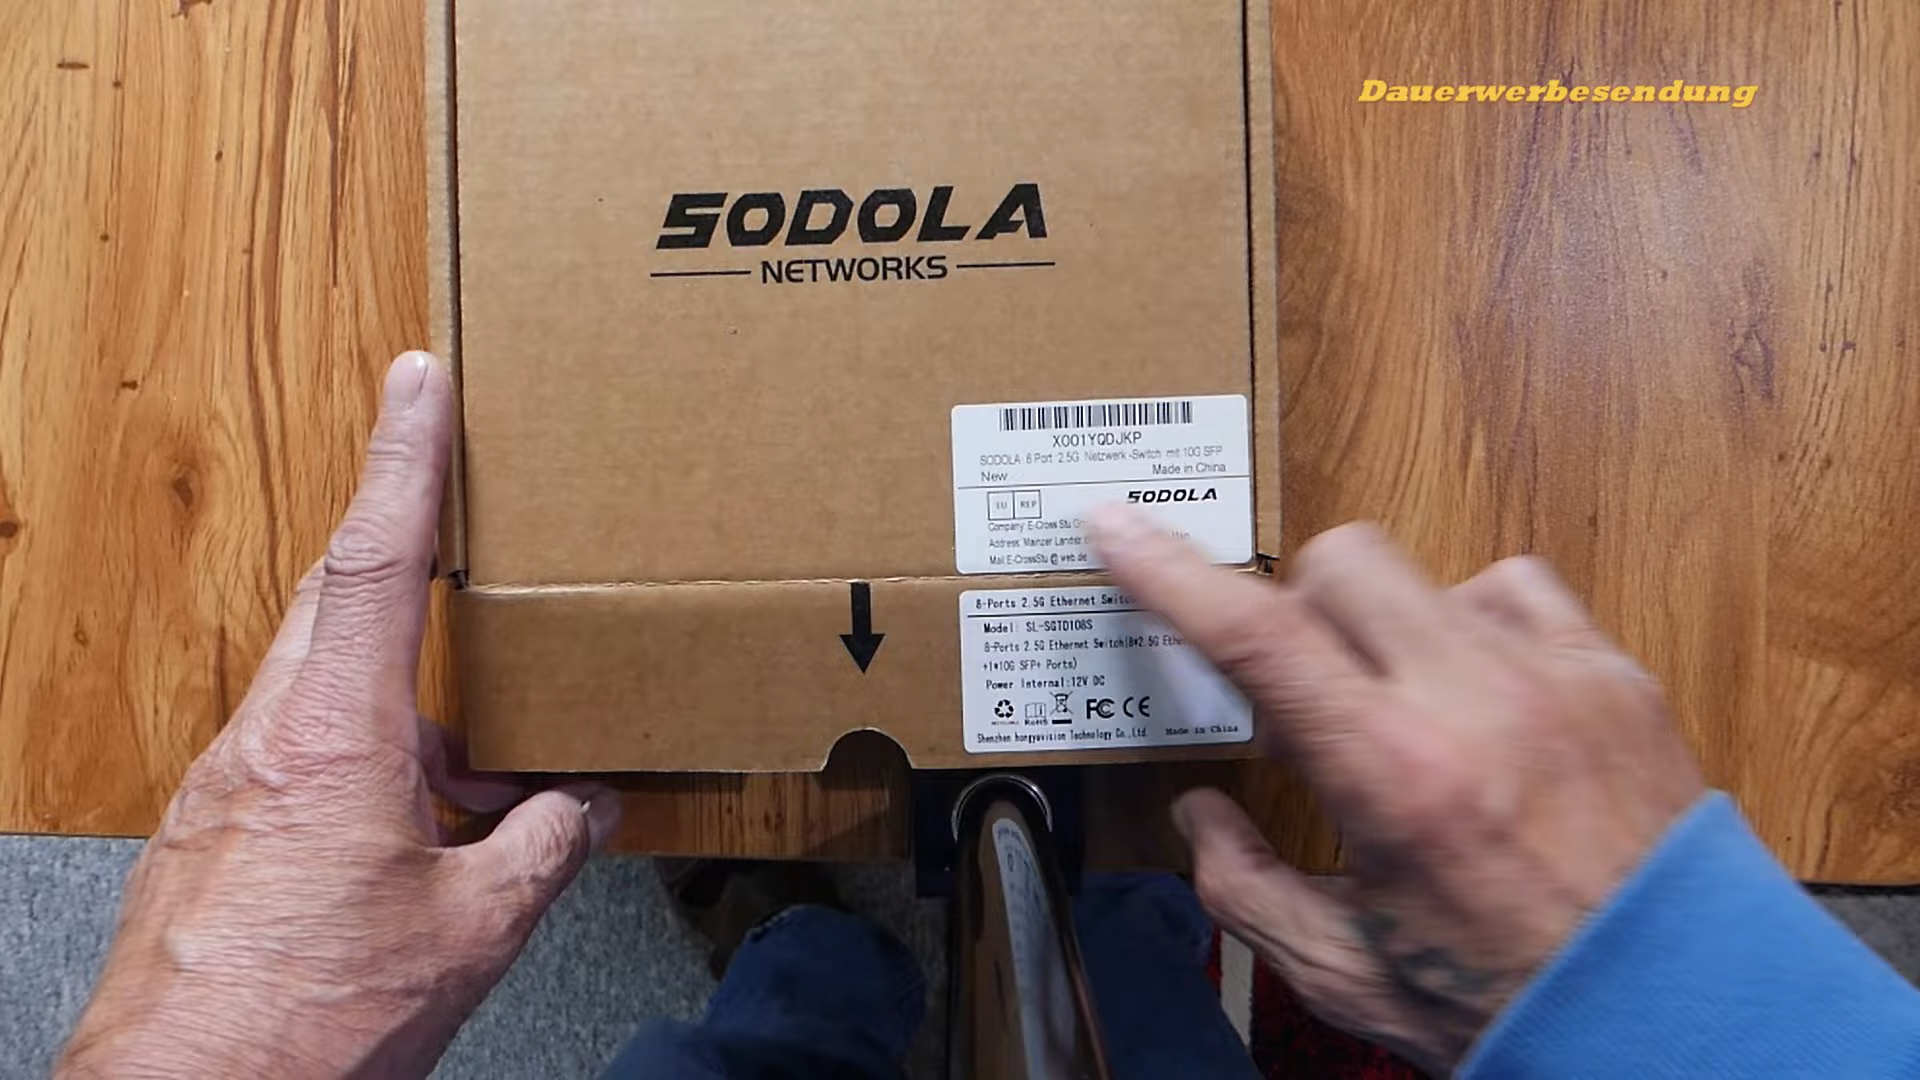 Dauerwerbesendung
SODOLA
NETWORKS
X001YQDJKP
SODOLA 8 Port 2.5G Netzwerk-Switch mit 10G SFP
New
Made in China
EU REP
SODOLA
Company: E-Cross Stu
Address: Mainzer Lander
Mail:E-CrossStu@web.de
8-Ports 2.5G Ethernet
Model: SL-SGTD108S
8-Ports 2.5G Ethernet Switch(8*2.5G
+1*10G SFP+ Ports)
Power Internal:12V DC
RoHS FC CE
Shenzhen hongyavision Technology Co.,Ltd. Made in China